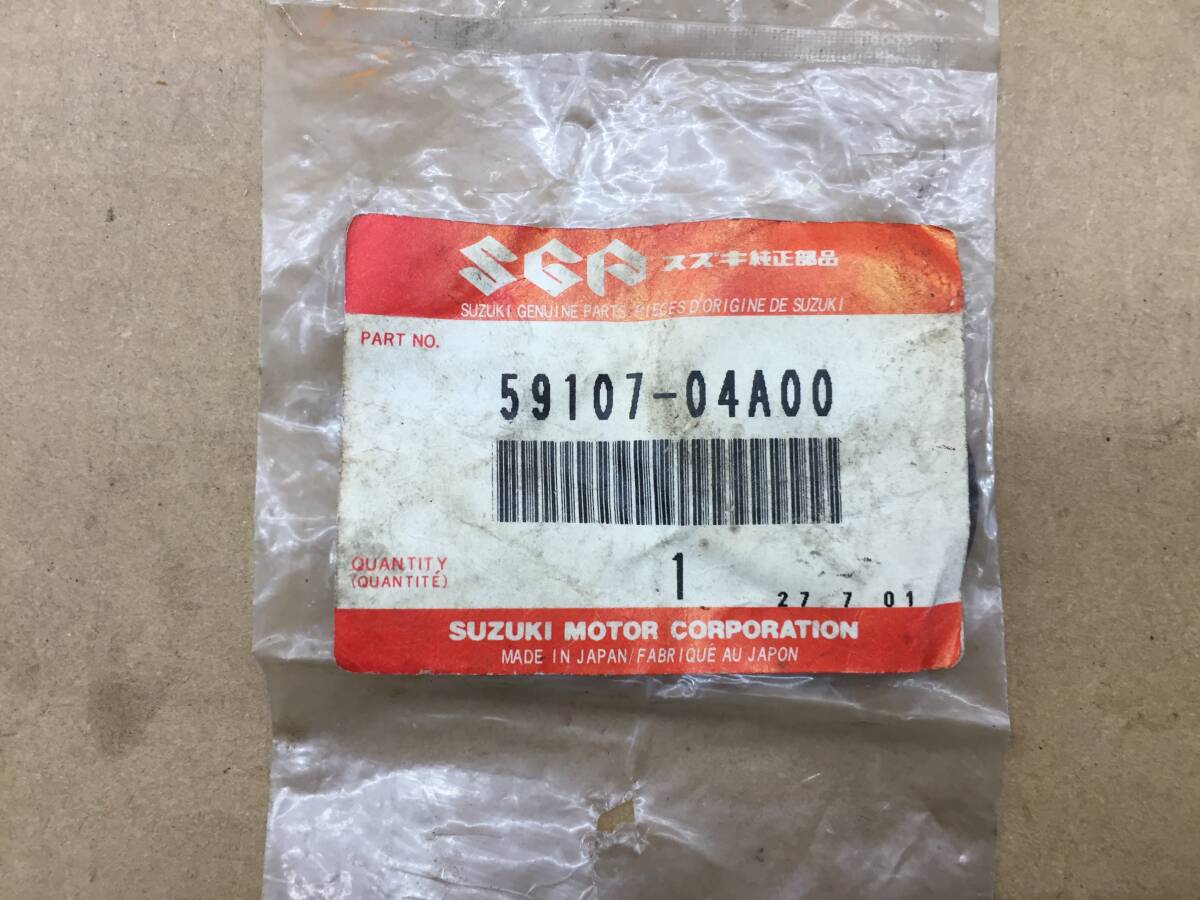 SGP スズキ純正部品
SUZUKI GENUINE PARTS/PIECES D'ORIGINE DE SUZUKI
PART NO.
59107-04A00
QUANTITY
(QUANTITÉ)
1
27 7 01
SUZUKI MOTOR CORPORATION
MADE IN JAPAN/FABRIQUÉ AU JAPON